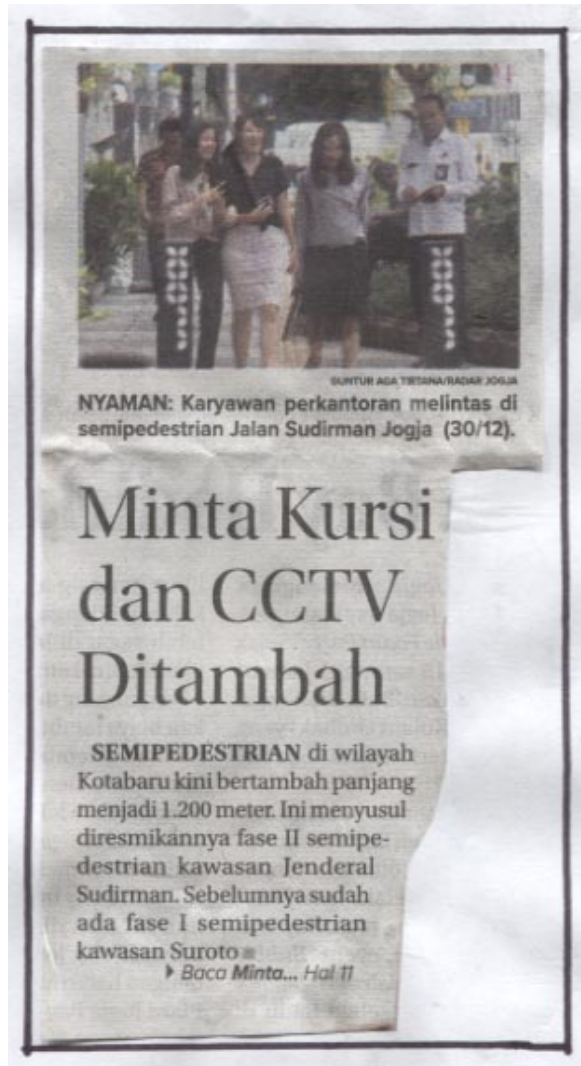 GUNTUR AGA TIRTANA/RADAR JOGJA
NYAMAN: Karyawan perkantoran melintas di
semipedestrian Jalan Sudirman Jogja (30/12).
Minta Kursi
dan CCTV
Ditambah
SEMIPEDESTRIAN di wilayah
Kotabaru kini bertambah panjang
menjadi 1.200 meter. Ini menyusul
diresmikannya fase II semipe-
destrian kawasan Jenderal
Sudirman. Sebelumnya sudah
ada fase I semipedestrian
kawasan Suroto
Baca Minta... Hal 11